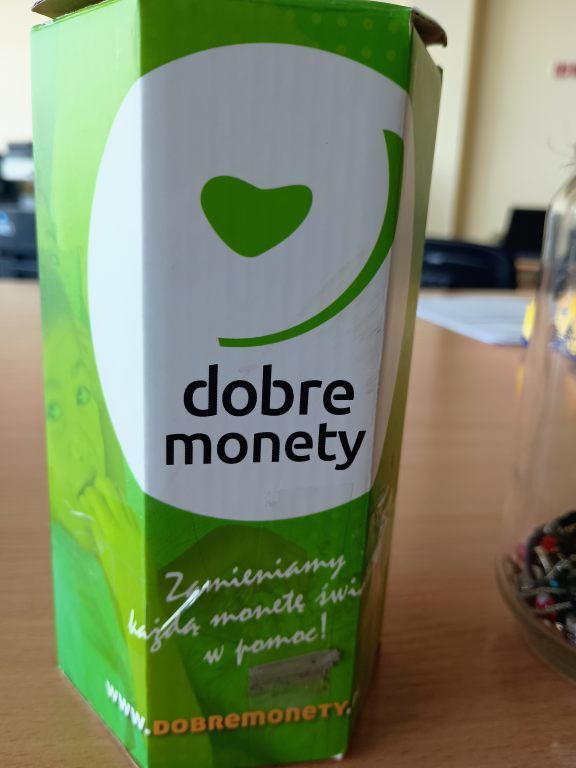 dobre
monety
Zamieniamy
każdą monetę
w pomoc!
www.DOBREMONETY.